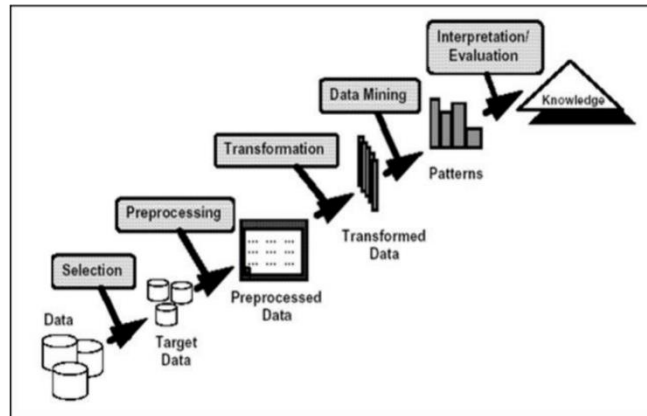 Interpretation/
Evaluation
Data Mining
Knowledge
Transformation
Patterns
Preprocessing
Transformed
Data
Selection
Preprocessed
Data
Data
Target
Data